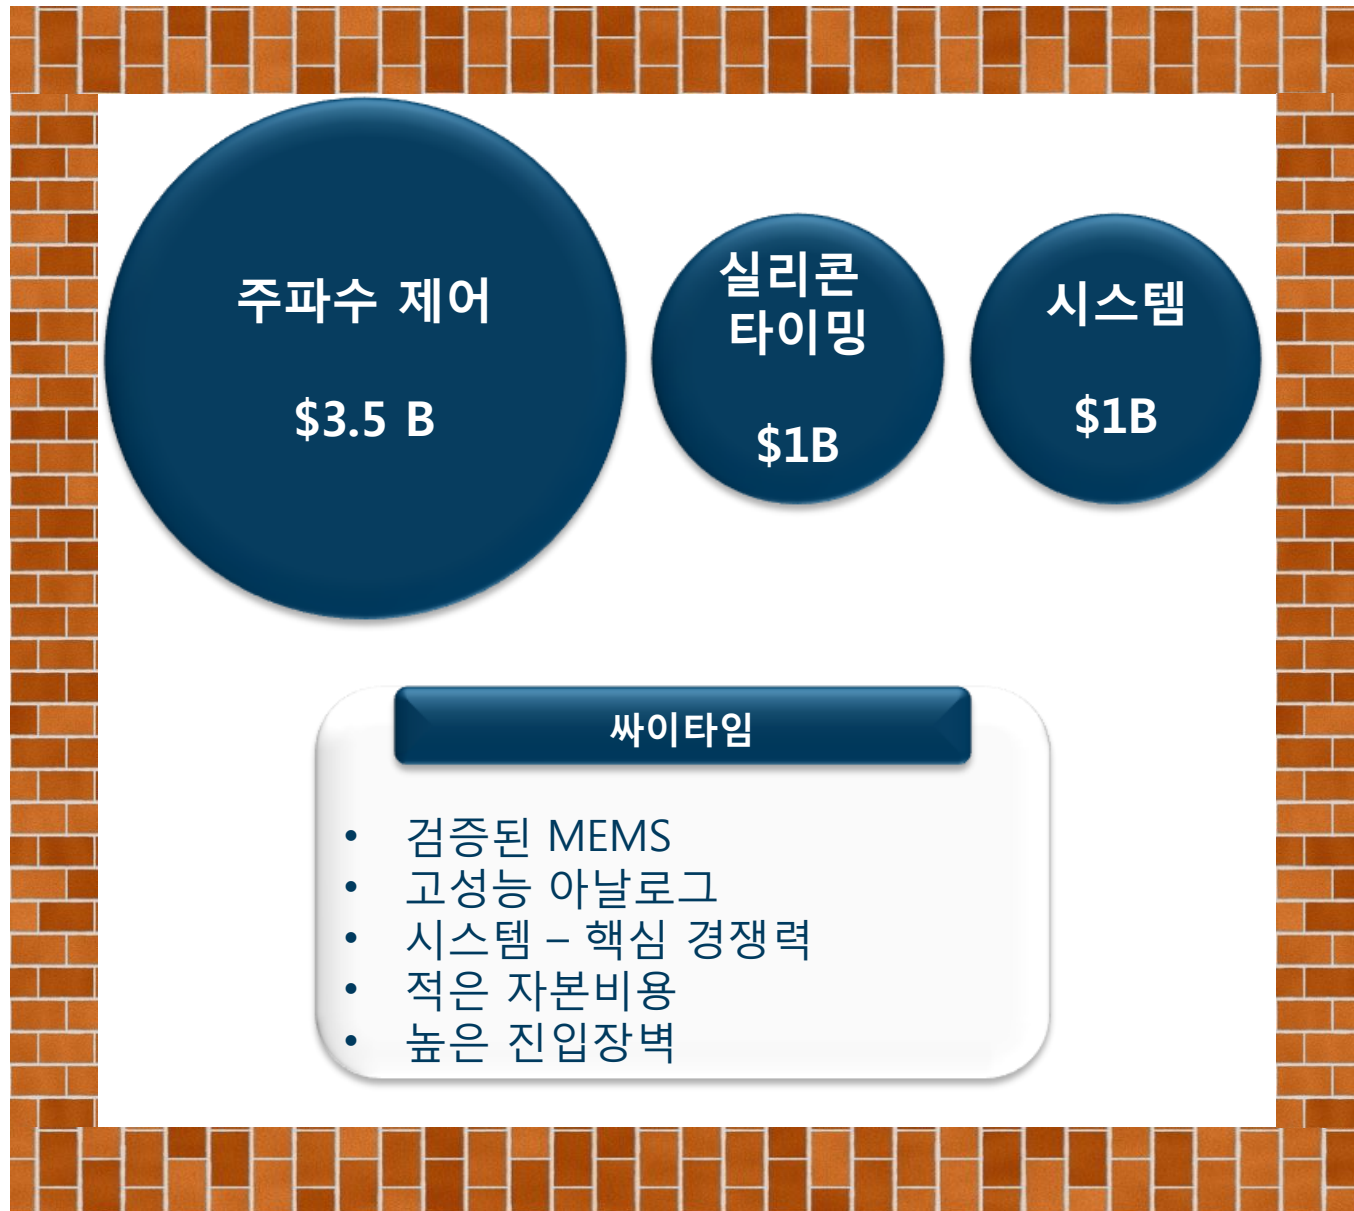 주파수 제어
$3.5 B
실리콘
타이밍
$1B
시스템
$1B
싸이타임
• 검증된 MEMS
• 고성능 아날로그
• 시스템 – 핵심 경쟁력
• 적은 자본비용
• 높은 진입장벽